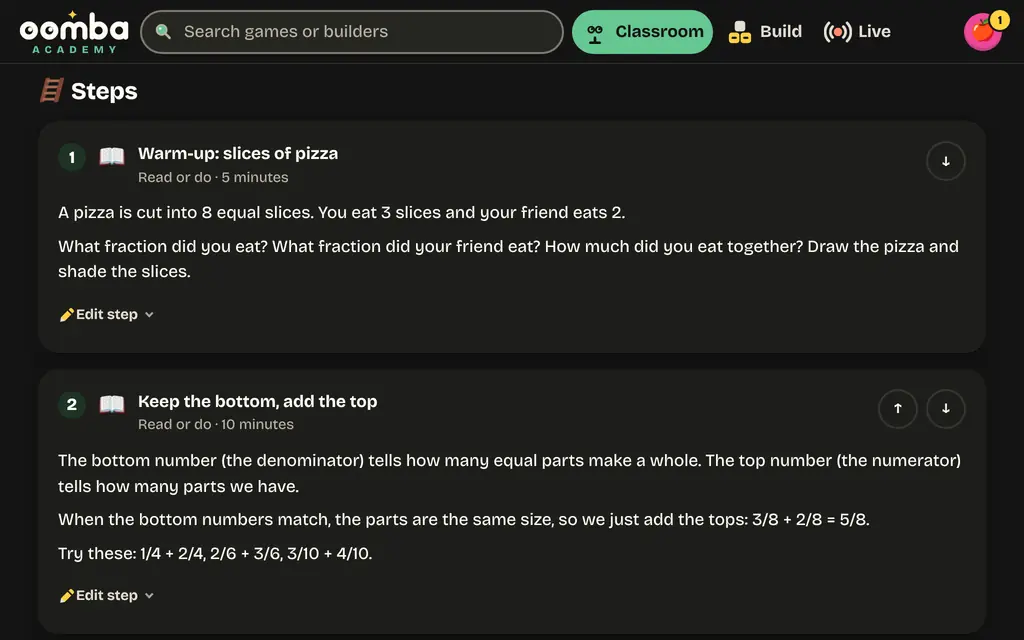 oomba
ACADEMY
Search games or builders
Classroom
Build
Live
1
Steps
1
Warm-up: slices of pizza
Read or do · 5 minutes
A pizza is cut into 8 equal slices. You eat 3 slices and your friend eats 2.
What fraction did you eat? What fraction did your friend eat? How much did you eat together? Draw the pizza and
shade the slices.
Edit step
2
Keep the bottom, add the top
Read or do · 10 minutes
The bottom number (the denominator) tells how many equal parts make a whole. The top number (the numerator)
tells how many parts we have.
When the bottom numbers match, the parts are the same size, so we just add the tops: 3/8 + 2/8 = 5/8.
Try these: 1/4 + 2/4, 2/6 + 3/6, 3/10 + 4/10.
Edit step